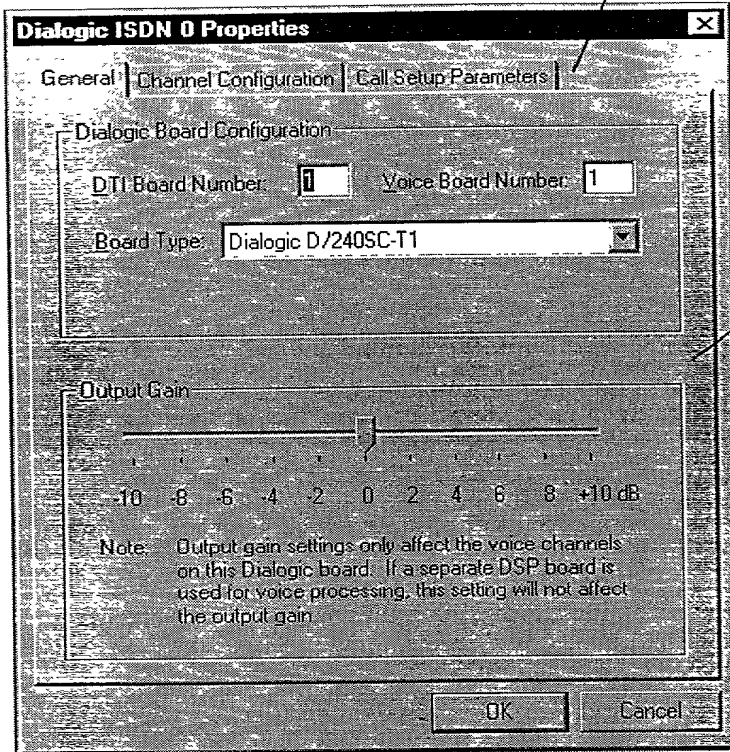 Dialogic ISDN 0 Properties
General Channel Configuration Call Setup Parameters
Dialogic Board Configuration
DTI Board Number: 1 Voice Board Number: 1
Board Type: Dialogic D/240SC-T1
Output Gain
-10 -8 -6 -4 -2 0 2 4 6 8 +10 dB
Note: Output gain settings only affect the voice channels
on this Dialogic board. If a separate DSP board is
used for voice processing, this setting will not affect
the output gain
OK Cancel